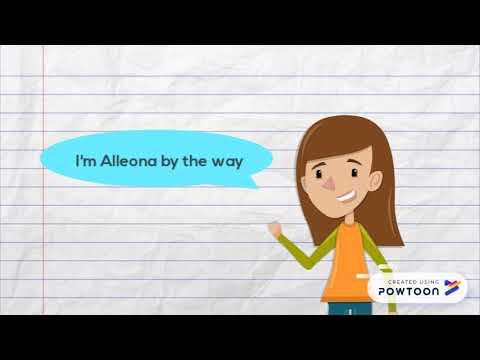 I'm Alleona by the way
CREATED USING
POWTOON